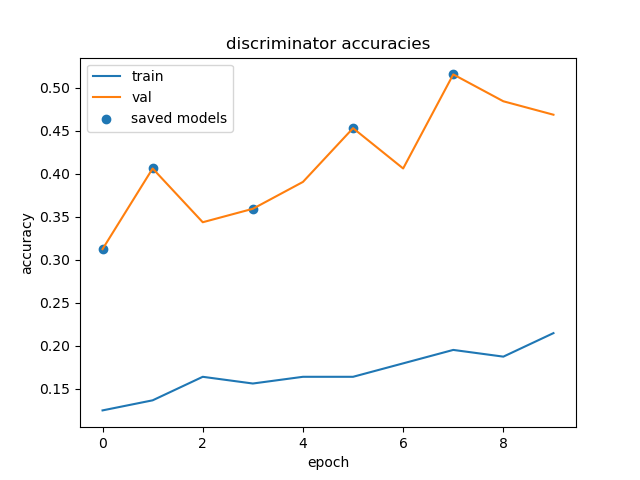 discriminator accuracies
train
val
saved models
0.50
0.45
0.40
0.35
0.30
0.25
0.20
0.15
accuracy
0 2 4 6 8
epoch